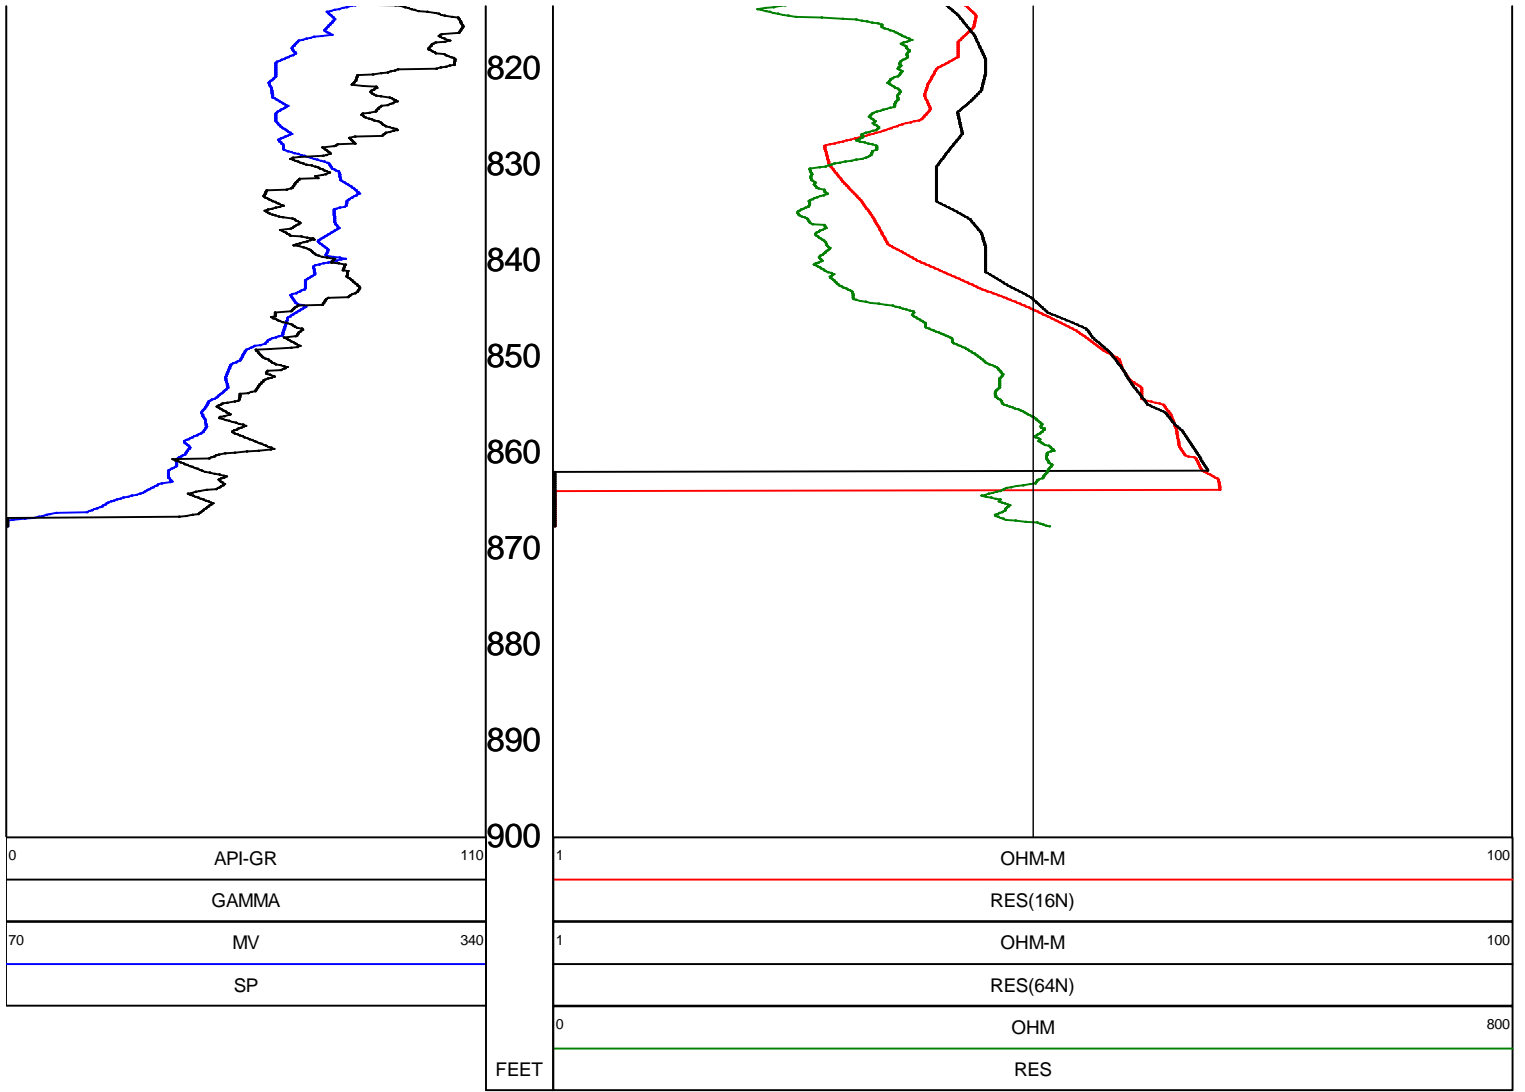 820
830
840
850
860
870
880
890
900
0 API-GR 110
GAMMA
70 MV 340
SP
FEET
1 OHM-M 100
RES(16N)
1 OHM-M 100
RES(64N)
0 OHM 800
RES